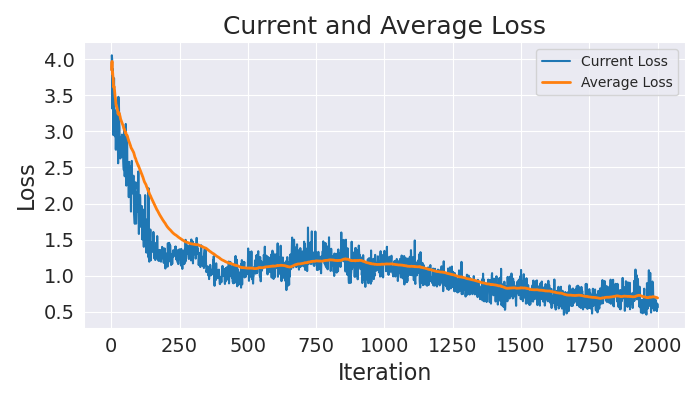 Current and Average Loss
Current Loss
Average Loss
Loss
4.0
3.5
3.0
2.5
2.0
1.5
1.0
0.5
0 250 500 750 1000 1250 1500 1750 2000
Iteration